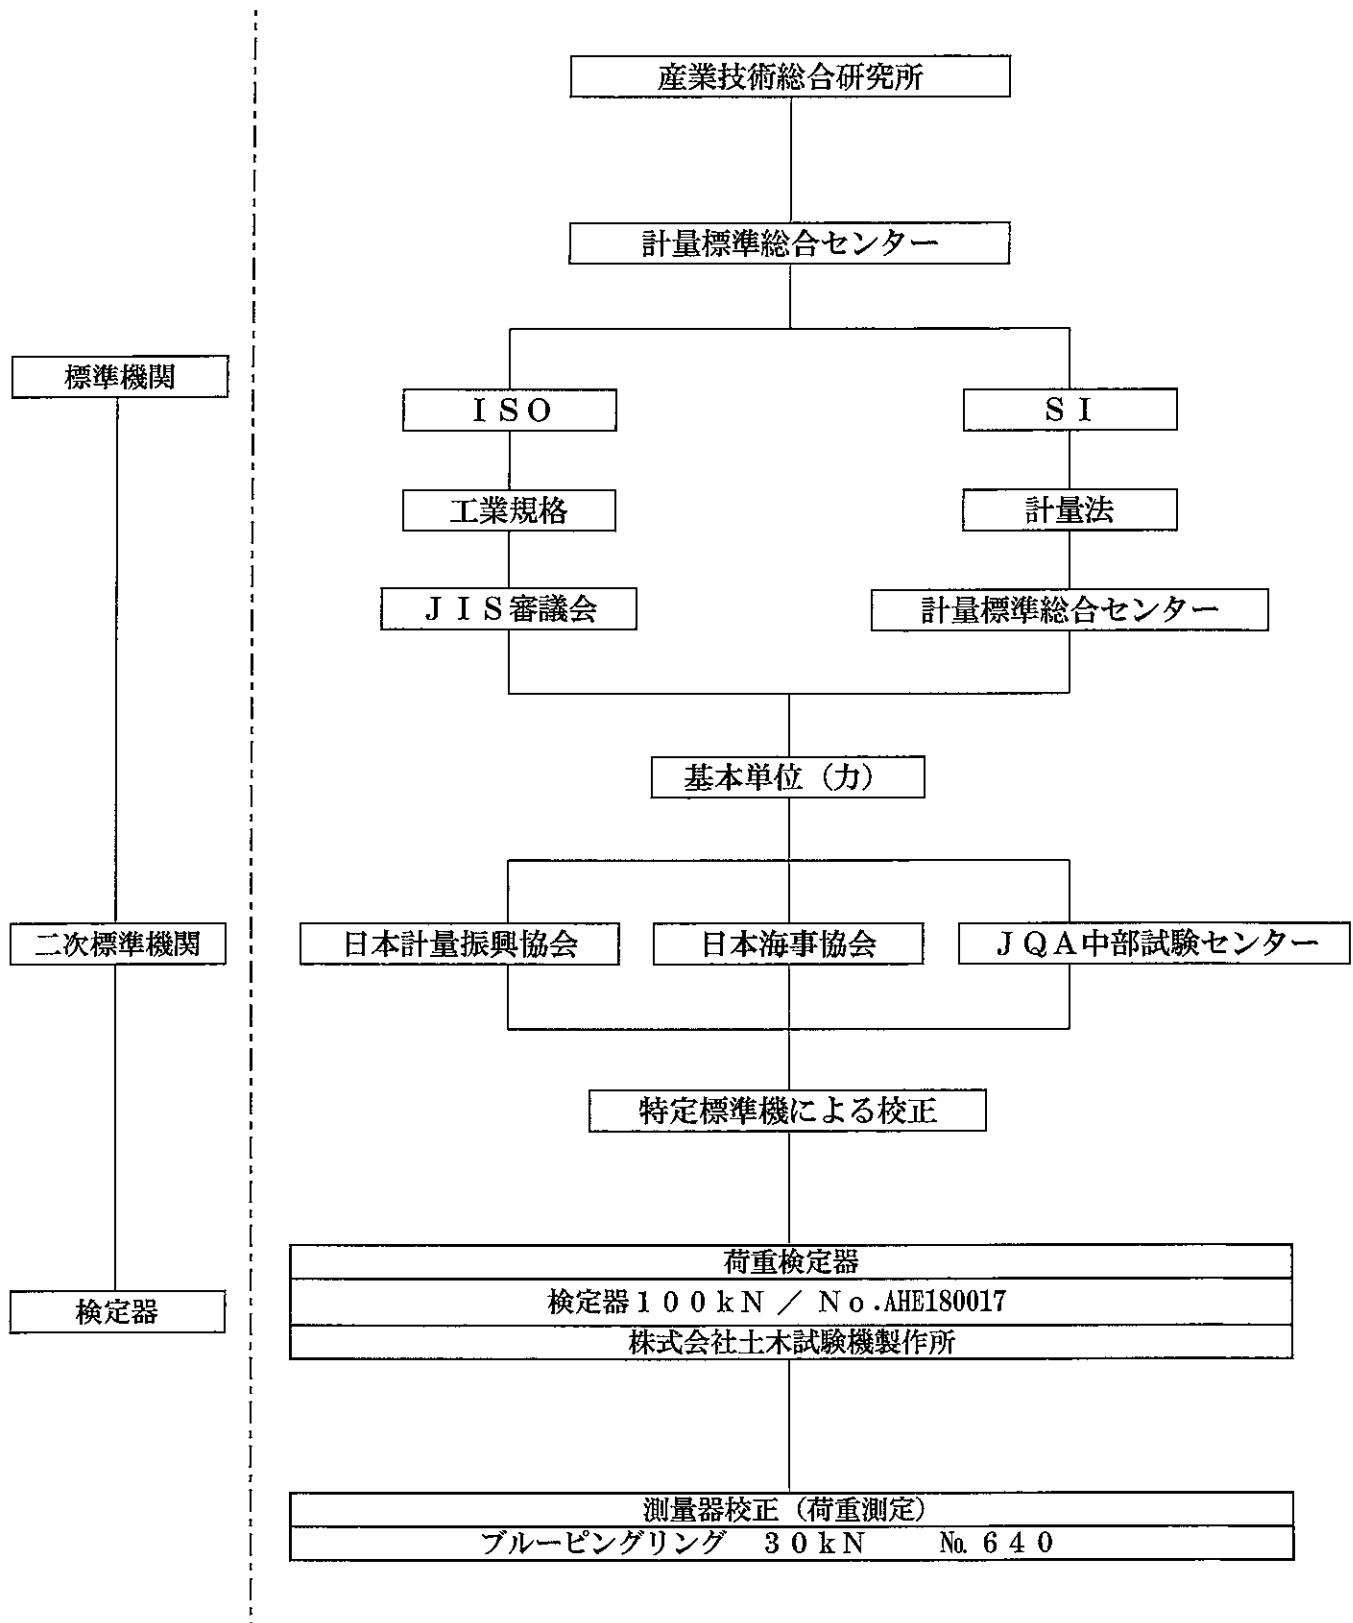 産業技術総合研究所
計量標準総合センター
標準機関
ＩＳＯ
ＳＩ
工業規格
計量法
ＪＩＳ審議会
計量標準総合センター
基本単位（力）
二次標準機関
日本計量振興協会
日本海事協会
ＪＱＡ中部試験センター
特定標準機による校正
荷重検定器
検定器
検定器１００ｋＮ ／ Ｎｏ.AHE180017
株式会社土木試験機製作所
測量器校正（荷重測定）
ブルーピングリング　３０ｋＮ　　№ ６４０